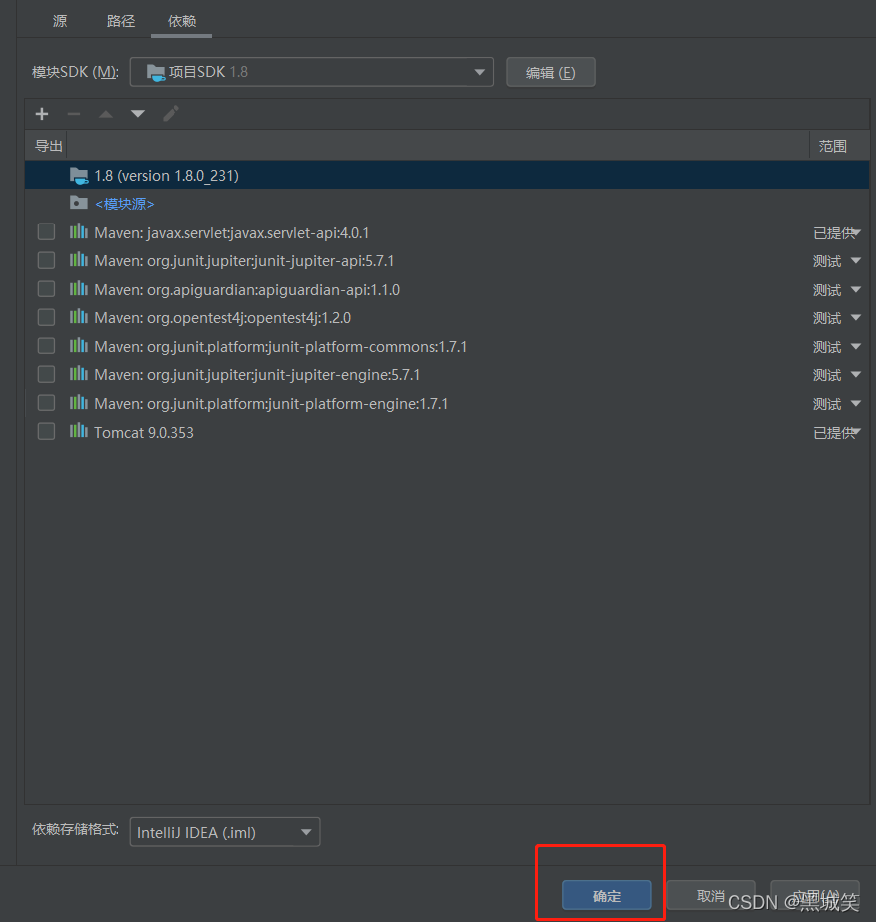 源 路径 依赖
模块SDK (M): 项目SDK 1.8 编辑 (E)
导出 范围
1.8 (version 1.8.0_231)
<模块源>
Maven: javax.servlet:javax.servlet-api:4.0.1 已提供
Maven: org.junit.jupiter:junit-jupiter-api:5.7.1 测试
Maven: org.apiguardian:apiguardian-api:1.1.0 测试
Maven: org.opentest4j:opentest4j:1.2.0 测试
Maven: org.junit.platform:junit-platform-commons:1.7.1 测试
Maven: org.junit.jupiter:junit-jupiter-engine:5.7.1 测试
Maven: org.junit.platform:junit-platform-engine:1.7.1 测试
Tomcat 9.0.353 已提供
依赖存储格式: IntelliJ IDEA (.iml)
确定 取消 应用(A)
CSDN @黑城笑